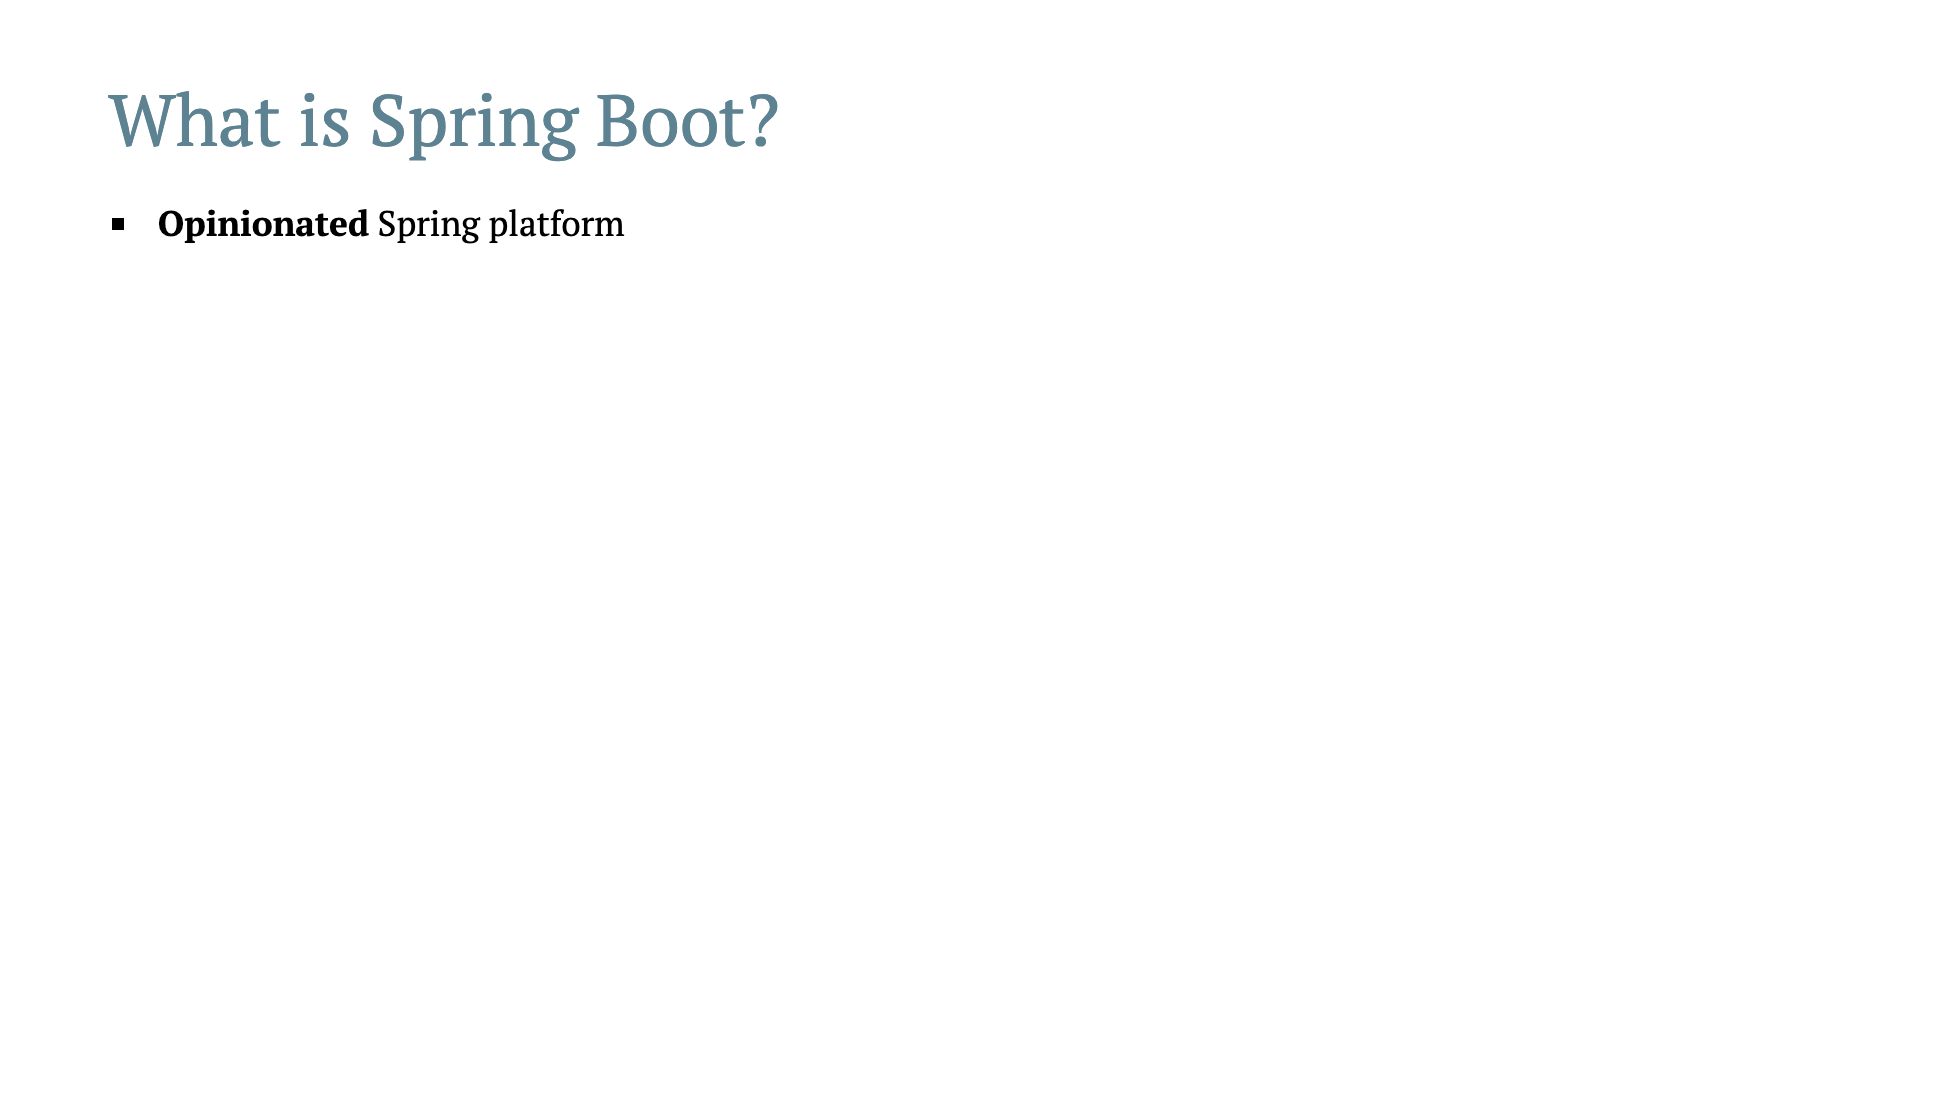 What is Spring Boot?
▪ Opinionated Spring platform